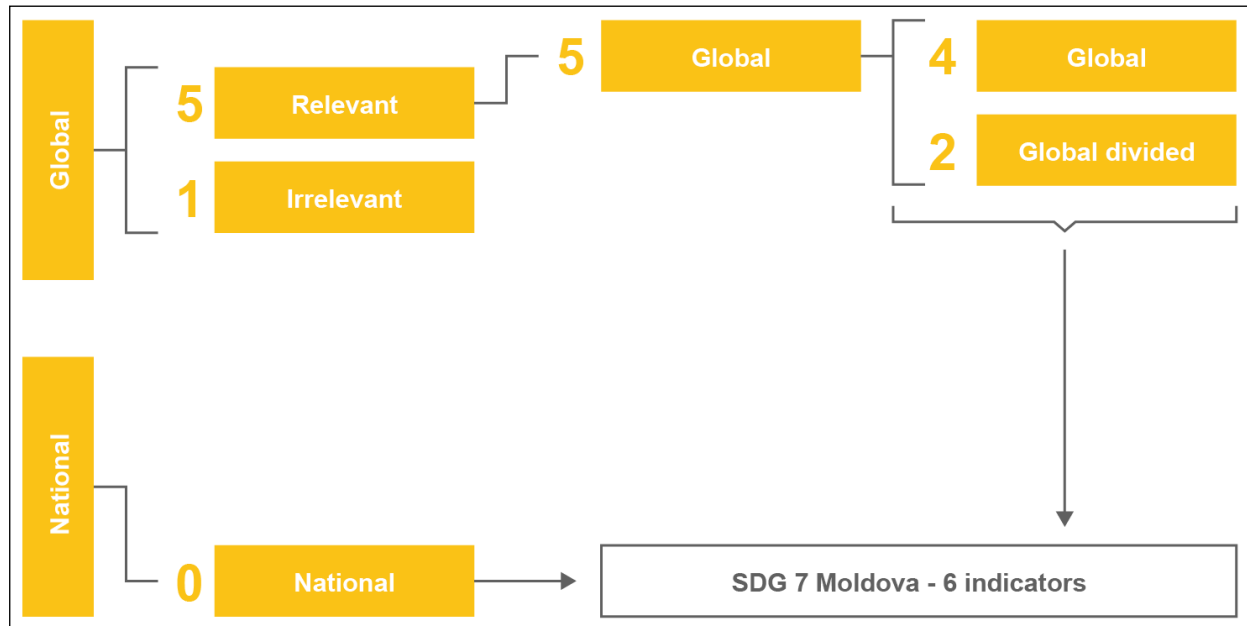 Global
5
Relevant
1
Irrelevant
5
Global
4
Global
2
Global divided
National
0
National
SDG 7 Moldova - 6 indicators